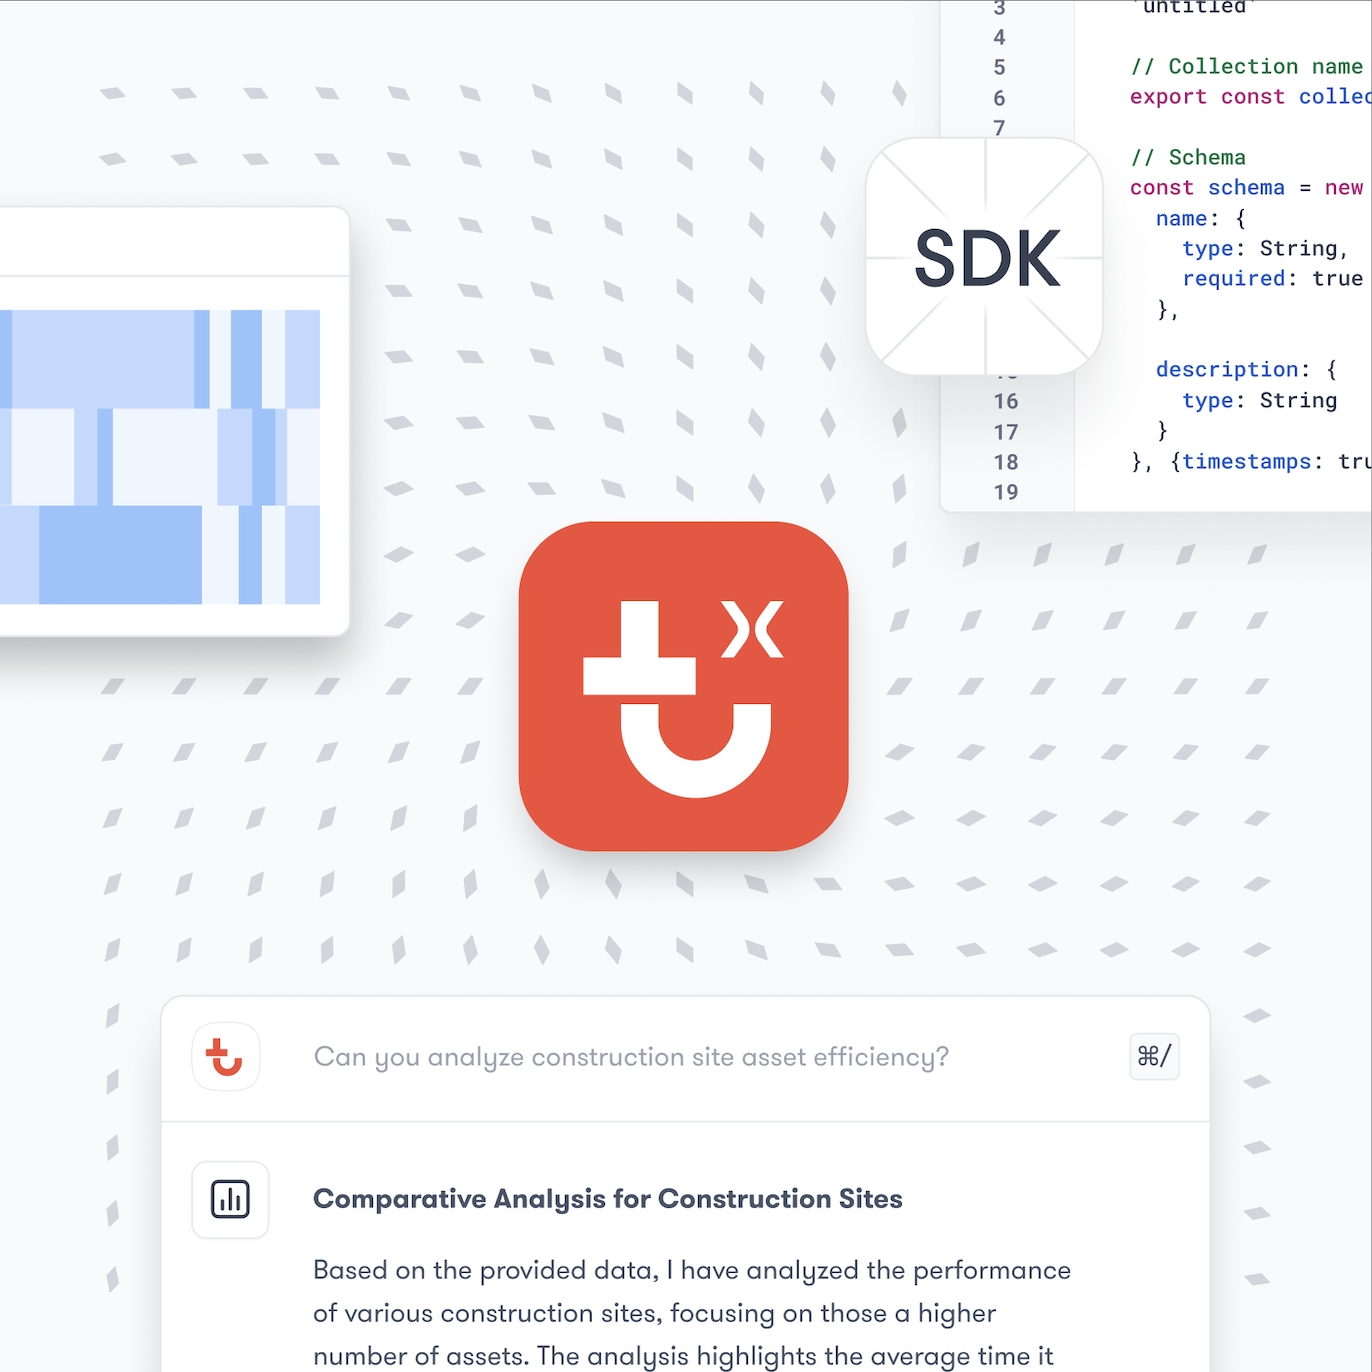 3
'untitled'
4
5
// Collection name
6
export const collec
7
// Schema
const schema = new
name: {
SDK
type: String,
required: true
},
description: {
16
type: String
17
}
18
}, {timestamps: tru
19
tu x
tu
Can you analyze construction site asset efficiency?
⌘/
Comparative Analysis for Construction Sites
Based on the provided data, I have analyzed the performance
of various construction sites, focusing on those a higher
number of assets. The analysis highlights the average time it